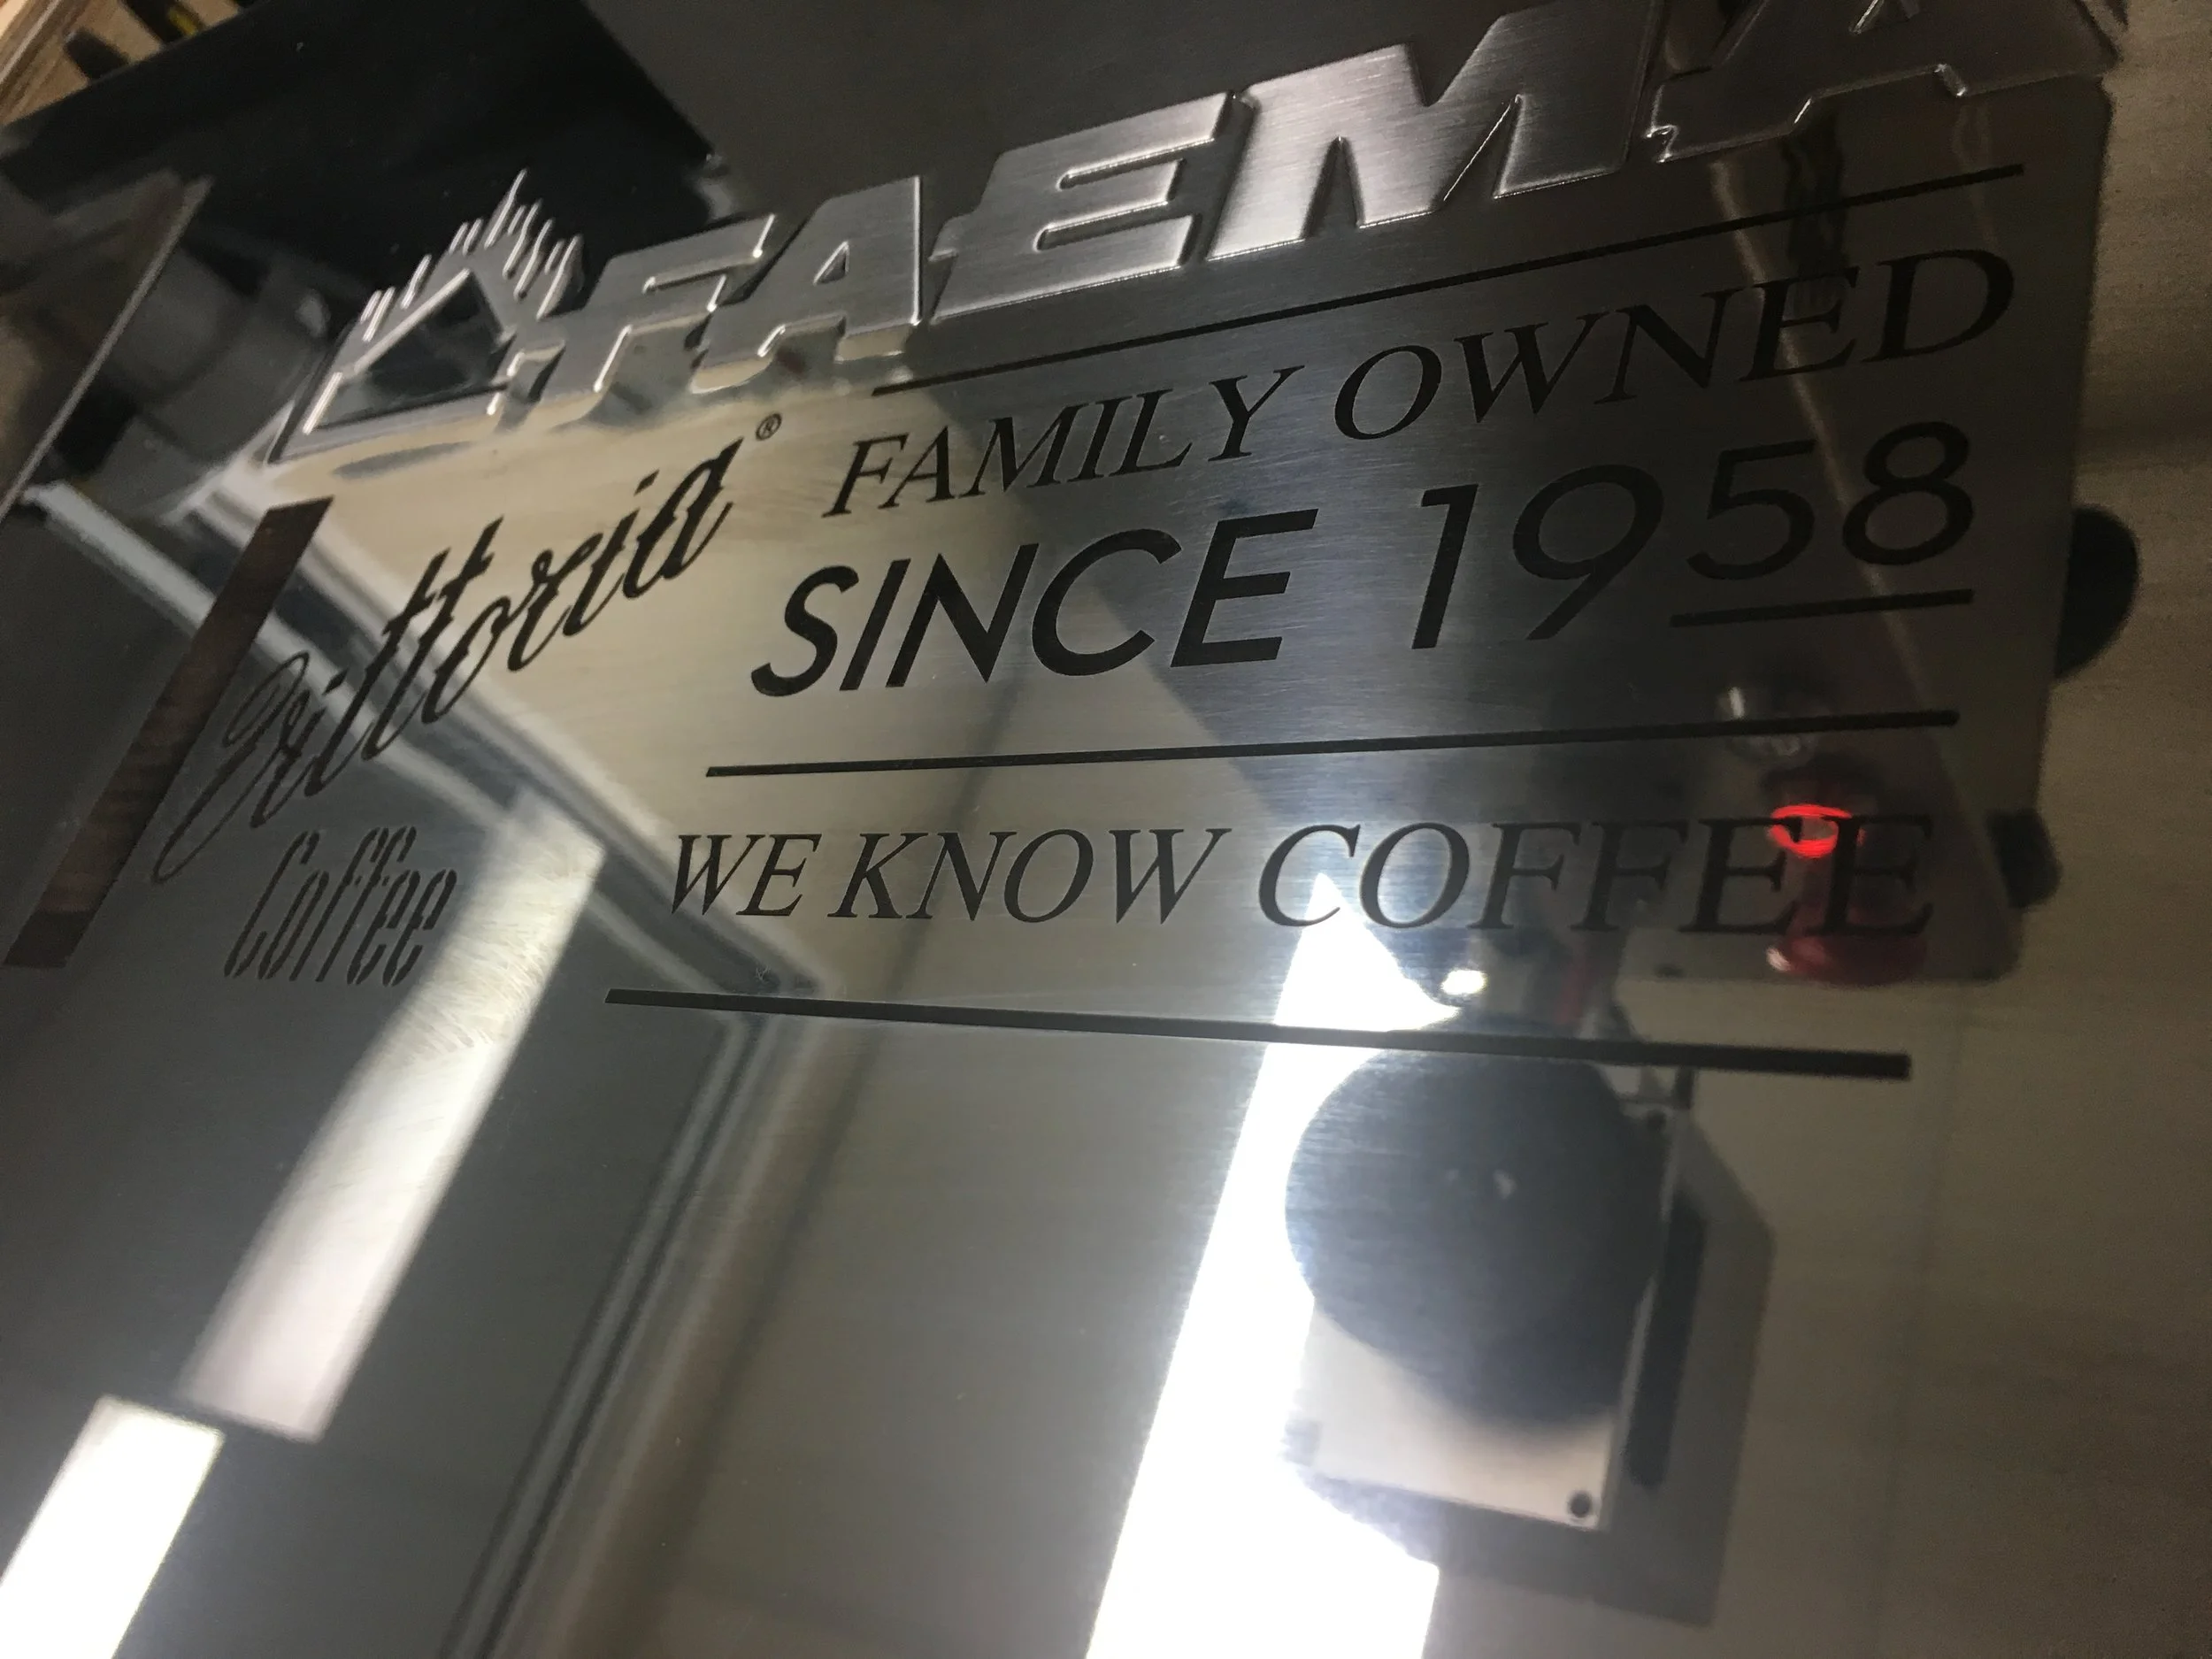 FAEMA
Vittoria®
Coffee
FAMILY OWNED
SINCE 1958
WE KNOW COFFEE